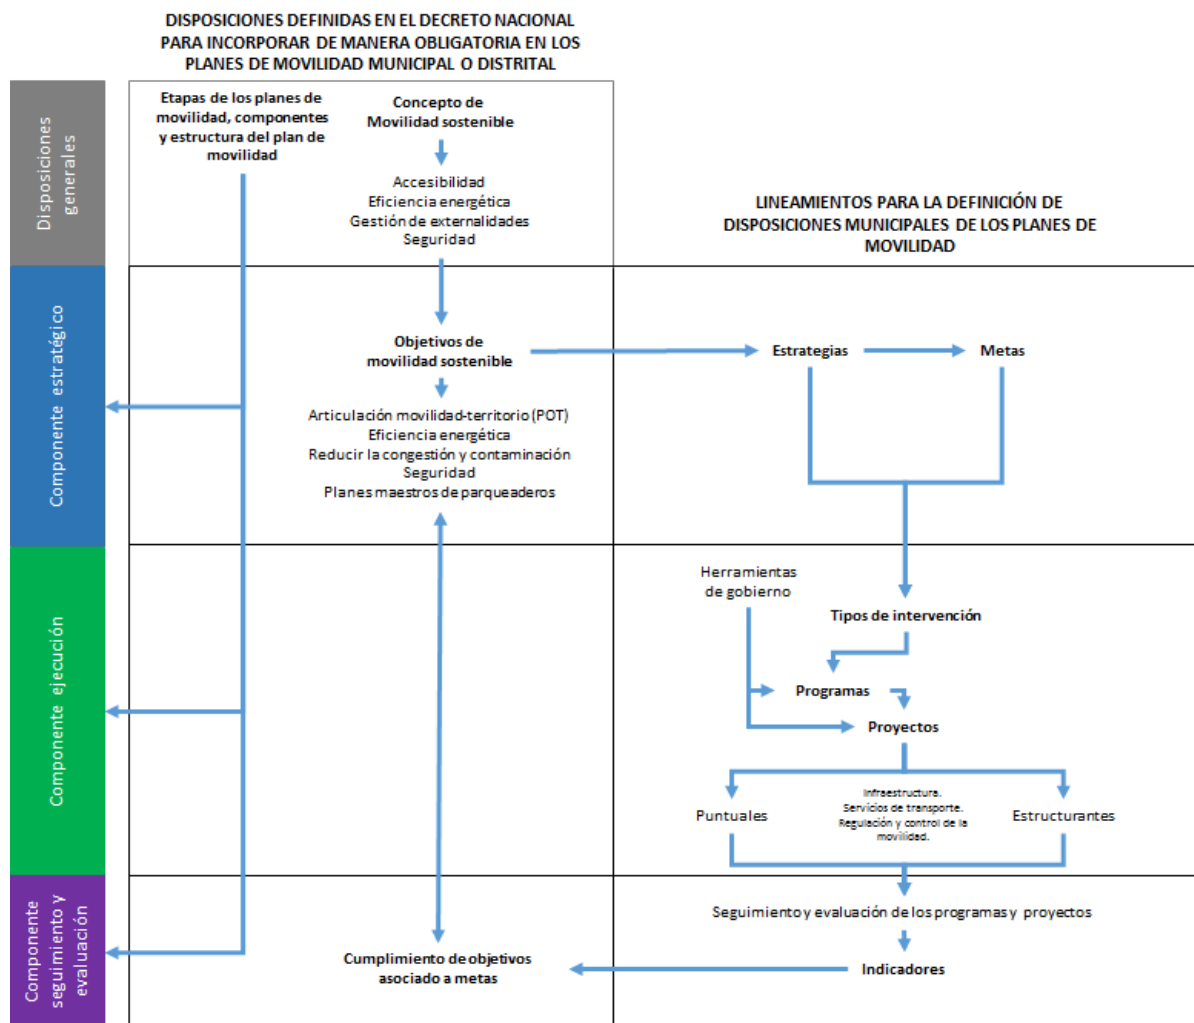 DISPOSICIONES DEFINIDAS EN EL DECRETO NACIONAL
PARA INCORPORAR DE MANERA OBLIGATORIA EN LOS
PLANES DE MOVILIDAD MUNICIPAL O DISTRITAL
Disposiciones
generales
Etapas de los planes de
movilidad, componentes
y estructura del plan de
movilidad
Concepto de
Movilidad sostenible
Accesibilidad
Eficiencia energética
Gestión de externalidades
Seguridad
LINEAMIENTOS PARA LA DEFINICIÓN DE
DISPOSICIONES MUNICIPALES DE LOS PLANES DE
MOVILIDAD
Componente estratégico
Objetivos de
movilidad sostenible
Estrategias
Metas
Articulación movilidad-territorio (POT)
Eficiencia energética
Reducir la congestión y contaminación
Seguridad
Planes maestros de parqueaderos
Componente ejecución
Herramientas
de gobierno
Tipos de intervención
Programas
Proyectos
Puntuales
Infraestructura.
Servicios de transporte.
Regulación y control de la
movilidad.
Estructurantes
Componente
seguimiento y
evaluación
Seguimiento y evaluación de los programas y proyectos
Cumplimiento de objetivos
asociado a metas
Indicadores